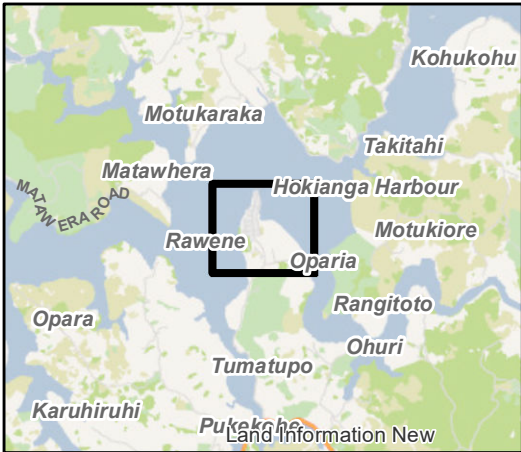 Kohukohu
Motukaraka
Takitahi
Matawhera
Hokianga Harbour
MATAWERA ROAD
Motukiore
Rawene
Oparia
Rangitoto
Opara
Ohuri
Tumatupo
Karuhiruhi
Pukekohe
Land Information New